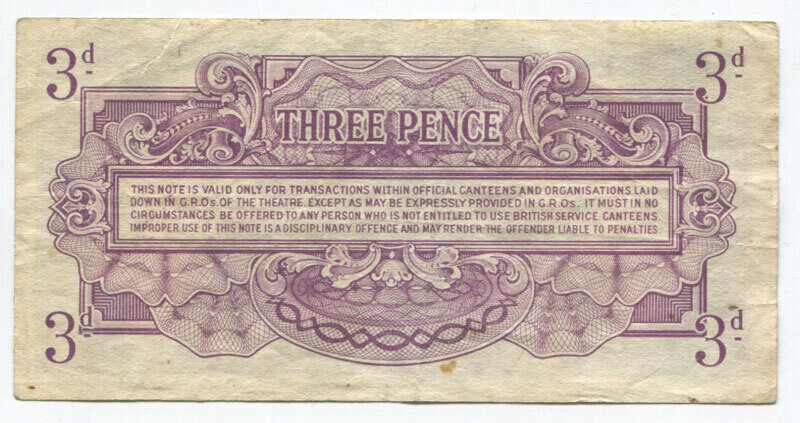 3d 3d
THREE PENCE
THIS NOTE IS VALID ONLY FOR TRANSACTIONS WITHIN OFFICIAL CANTEENS AND ORGANISATIONS, LAID
DOWN IN G.R.Os. OF THE THEATRE, EXCEPT AS MAY BE EXPRESSLY PROVIDED IN G.R.Os. IT MUST IN NO
CIRCUMSTANCES BE OFFERED TO ANY PERSON WHO IS NOT ENTITLED TO USE BRITISH SERVICE CANTEENS.
IMPROPER USE OF THIS NOTE IS A DISCIPLINARY OFFENCE AND MAY RENDER THE OFFENDER LIABLE TO PENALTIES
3 3
3d 3d